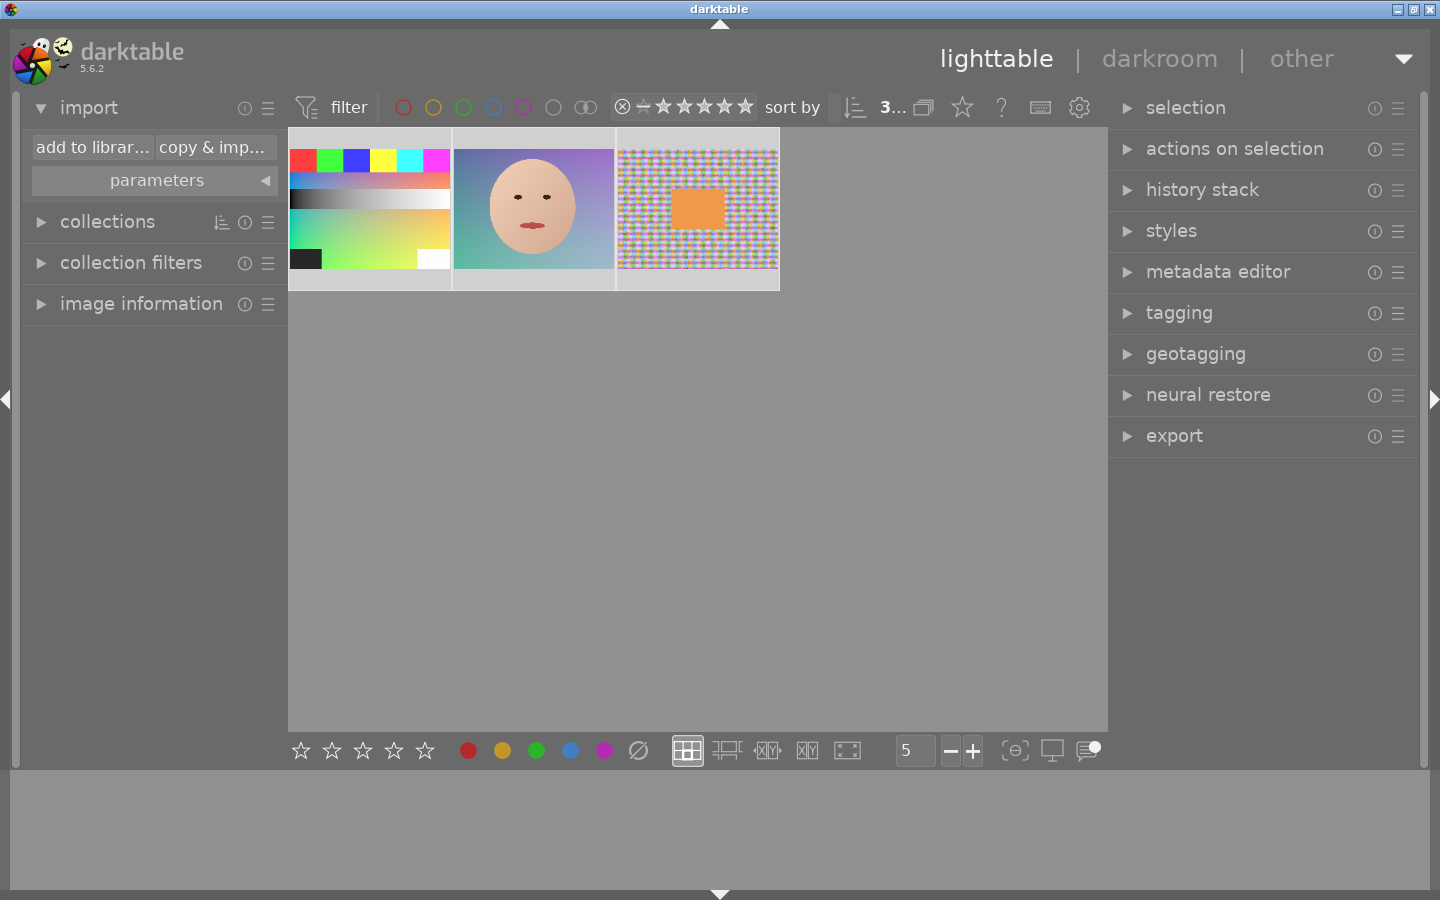 darktable
darktable
5.6.2
lighttable | darkroom | other
import
filter
sort by
3...
add to librar...
copy & imp...
parameters
collections
collection filters
image information
selection
actions on selection
history stack
styles
metadata editor
tagging
geotagging
neural restore
export
5